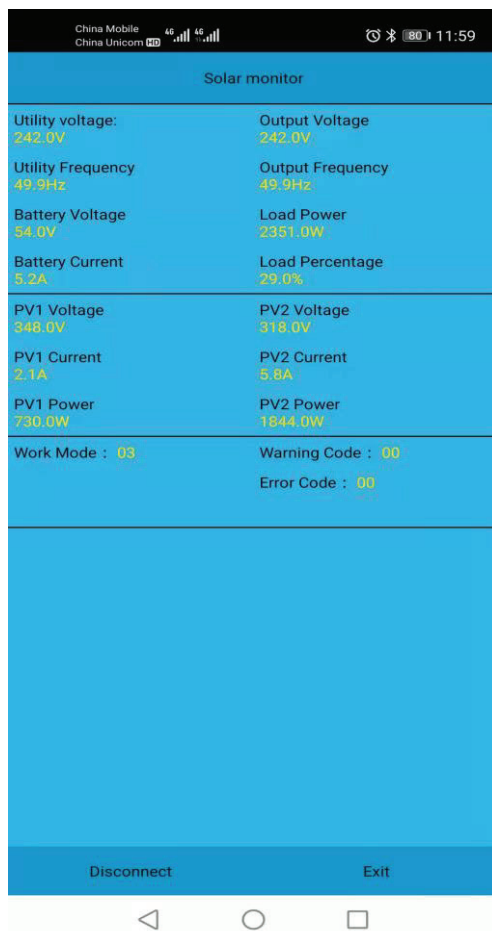 China Mobile 4G 4G
China Unicom HD
80 11:59
Solar monitor
Utility voltage:
242.0V
Output Voltage
242.0V
Utility Frequency
49.9Hz
Output Frequency
49.9Hz
Battery Voltage
54.0V
Load Power
2351.0W
Battery Current
5.2A
Load Percentage
29.0%
PV1 Voltage
348.0V
PV2 Voltage
318.0V
PV1 Current
2.1A
PV2 Current
5.8A
PV1 Power
730.0W
PV2 Power
1844.0W
Work Mode : 03
Warning Code : 00
Error Code : 00
Disconnect
Exit